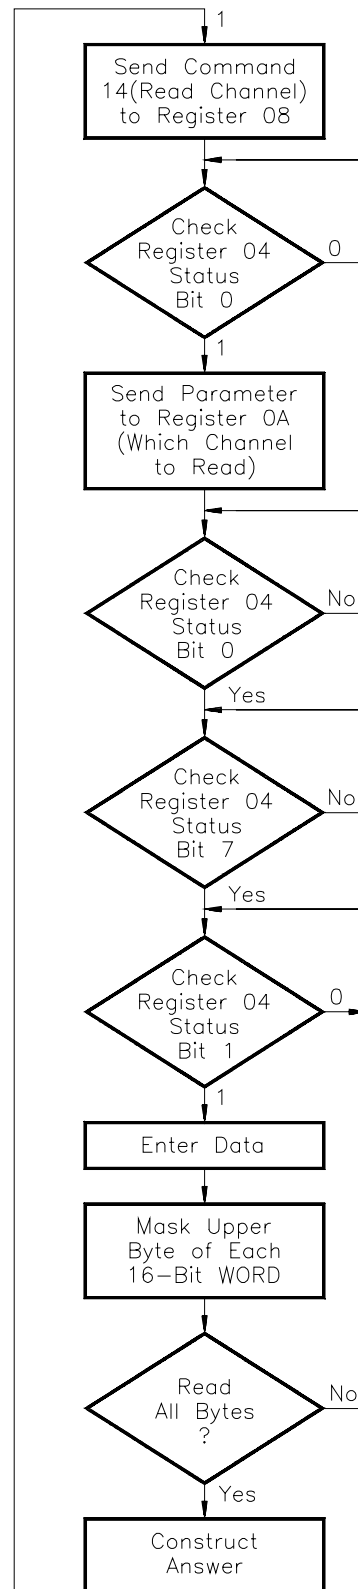 1
Send Command
14(Read Channel)
to Register 08
Check
Register 04
Status
Bit 0
0
1
Send Parameter
to Register 0A
(Which Channel
to Read)
Check
Register 04
Status
Bit 0
No
Yes
Check
Register 04
Status
Bit 7
No
Yes
Check
Register 04
Status
Bit 1
0
1
Enter Data
Mask Upper
Byte of Each
16-Bit WORD
Read
All Bytes
?
No
Yes
Construct
Answer